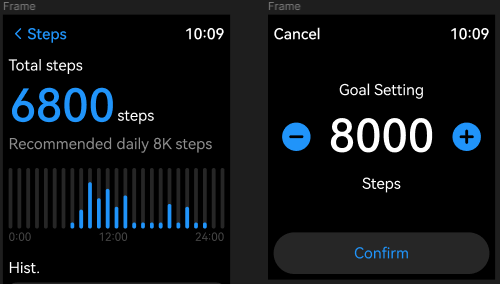 Frame
Steps 10:09
Total steps
6800 steps
Recommended daily 8K steps
0:00 12:00 24:00
Hist.
Frame
Cancel 10:09
Goal Setting
8000
Steps
Confirm